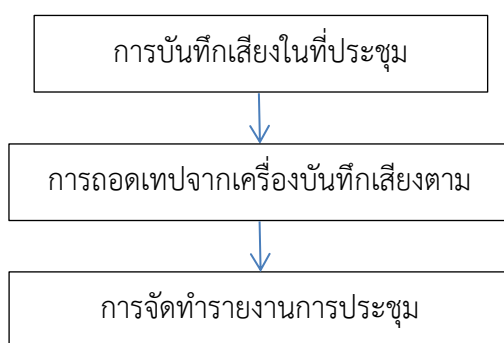 การบันทึกเสียงในที่ประชุม
การถอดเทปจากเครื่องบันทึกเสียงตาม
การจัดทำรายงานการประชุม